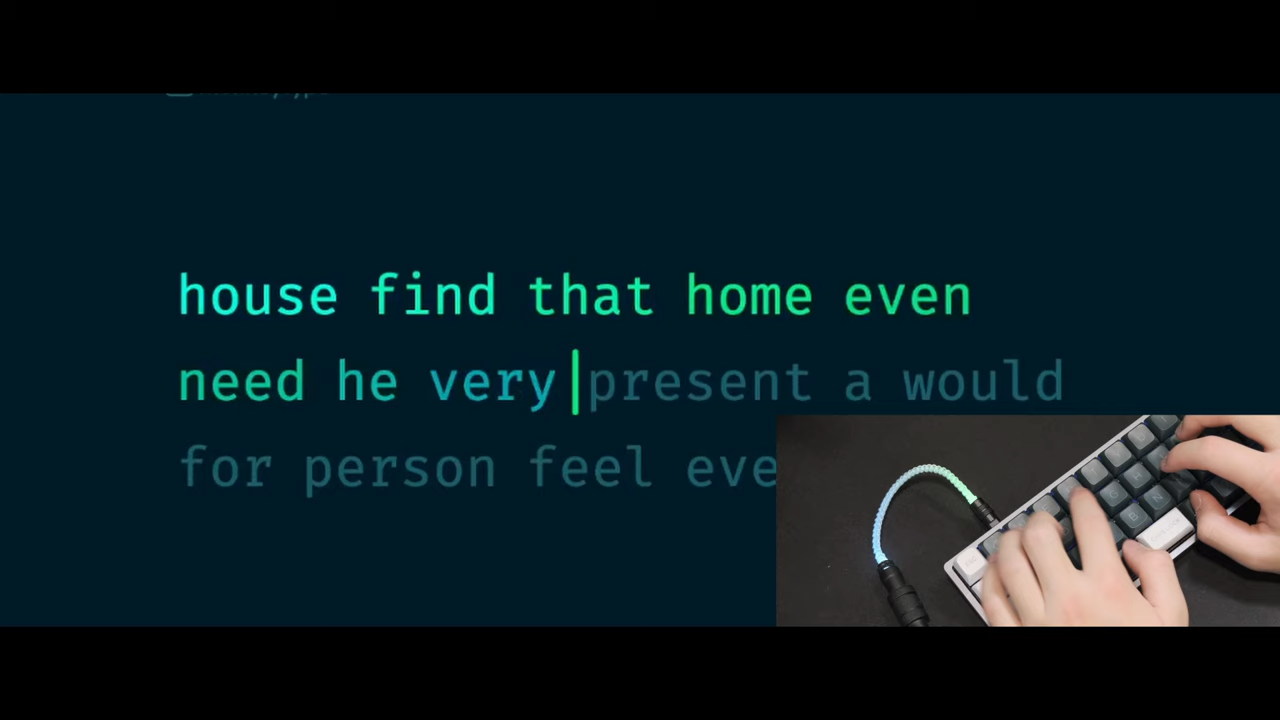 house find that home even
need he very present a would
for person feel eve